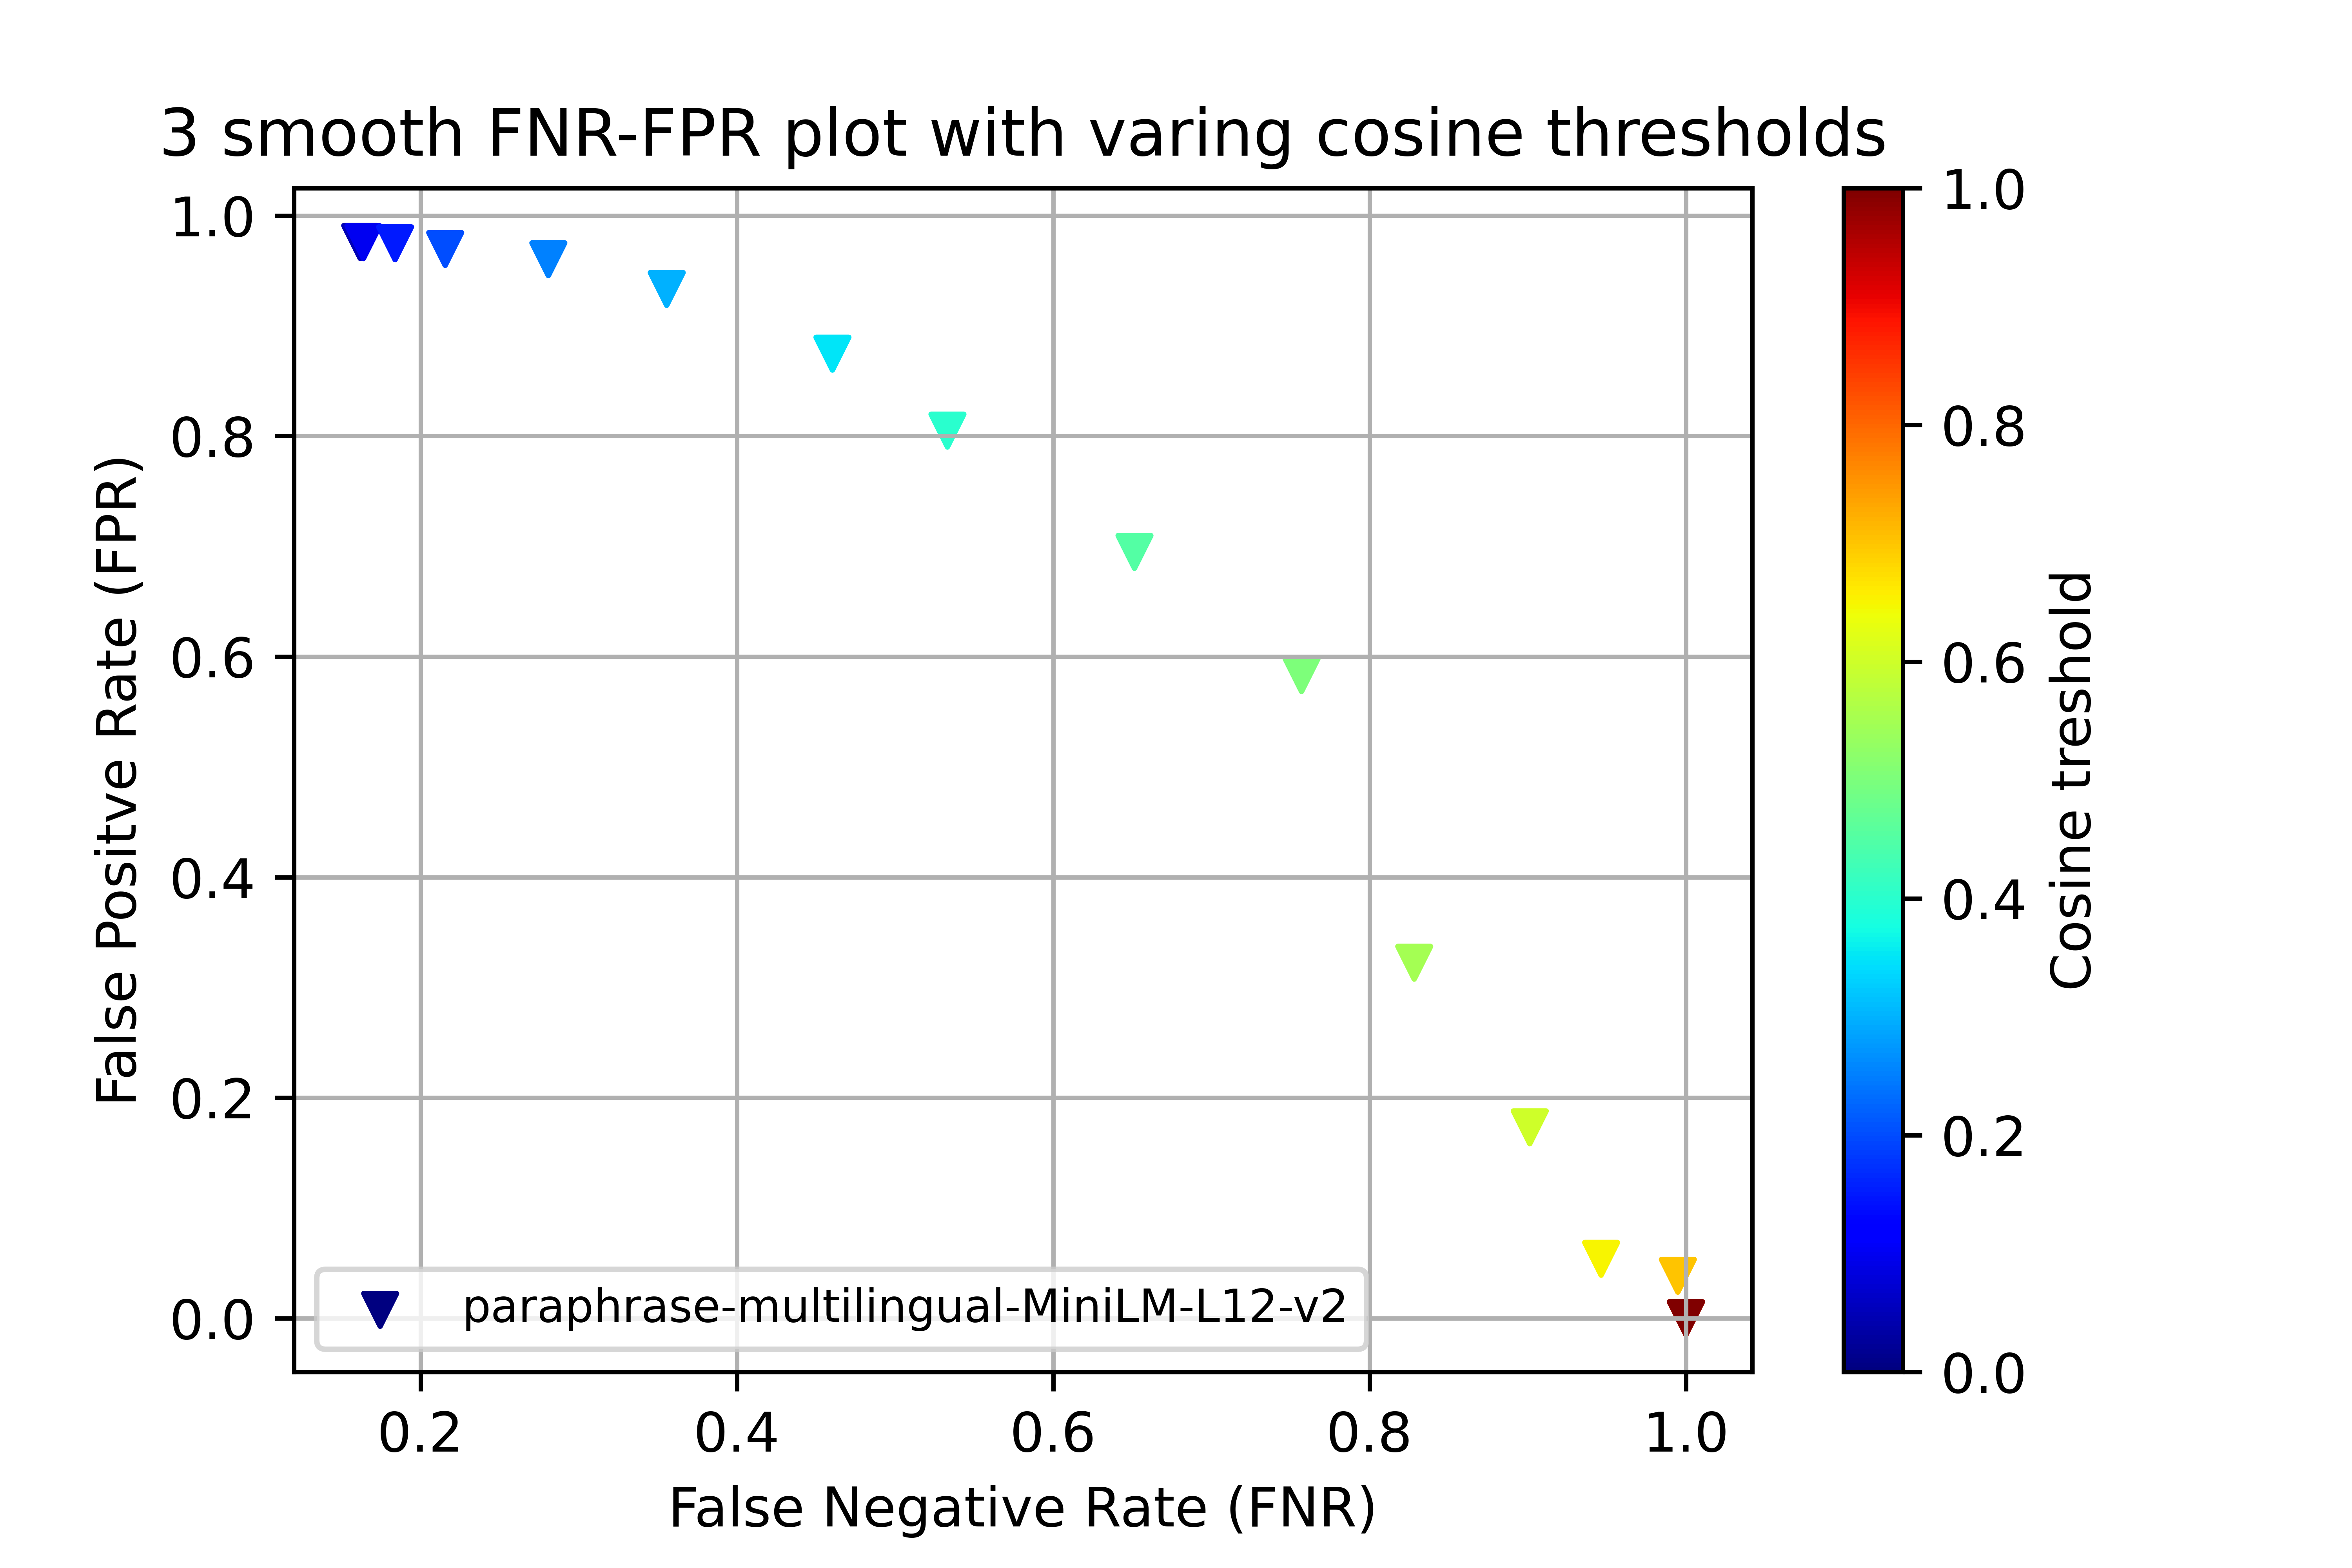 3 smooth FNR-FPR plot with varing cosine thresholds
1.0
0.8
0.6
0.4
0.2
0.0
False Positve Rate (FPR)
paraphrase-multilingual-MiniLM-L12-v2
0.2 0.4 0.6 0.8 1.0
False Negative Rate (FNR)
1.0
0.8
0.6
0.4
0.2
0.0
Cosine treshold